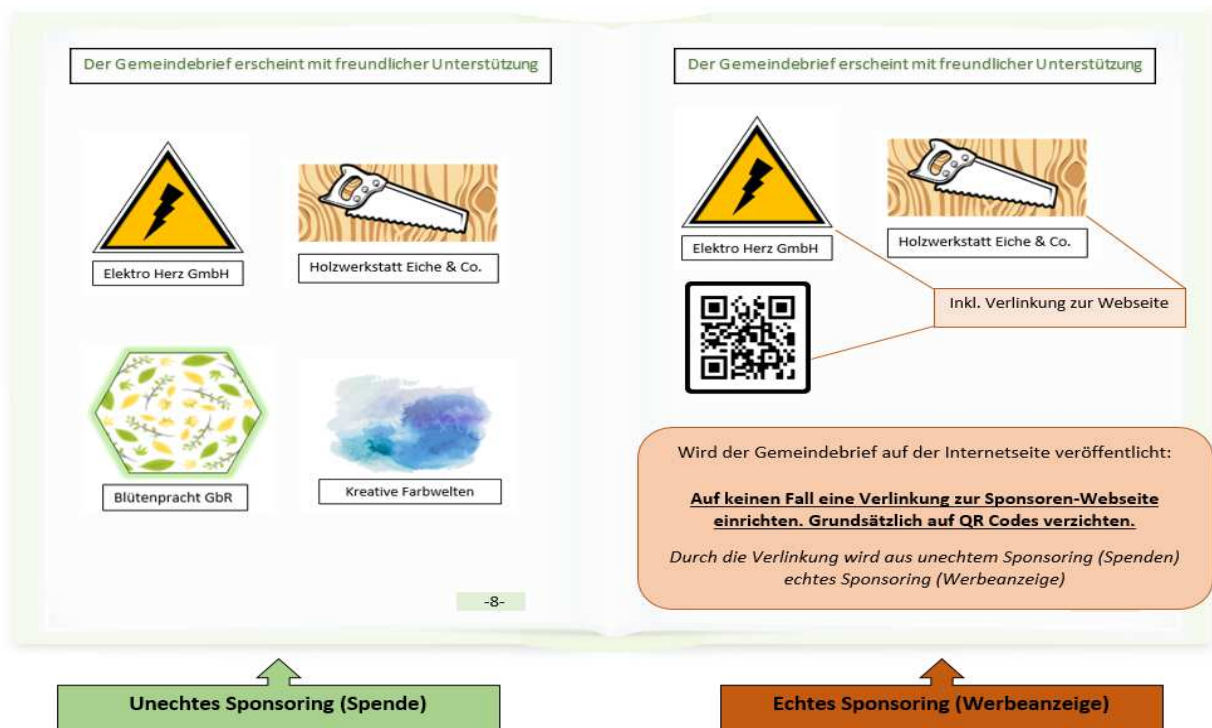 Der Gemeindebrief erscheint mit freundlicher Unterstützung
Elektro Herz GmbH
Holzwerkstatt Eiche & Co.
Blütenpracht GbR
Kreative Farbwelten
-8-
Unechtes Sponsoring (Spende)
Der Gemeindebrief erscheint mit freundlicher Unterstützung
Elektro Herz GmbH
Holzwerkstatt Eiche & Co.
Inkl. Verlinkung zur Webseite
Wird der Gemeindebrief auf der Internetseite veröffentlicht:
Auf keinen Fall eine Verlinkung zur Sponsoren-Webseite
einrichten. Grundsätzlich auf QR Codes verzichten.
Durch die Verlinkung wird aus unechtem Sponsoring (Spenden)
echtes Sponsoring (Werbeanzeige)
Echtes Sponsoring (Werbeanzeige)